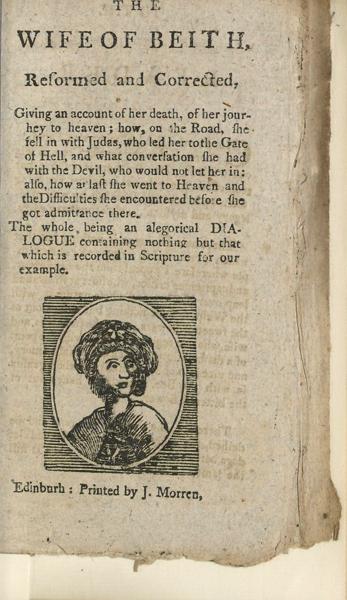 THE
WIFE OF BEITH,
Reformed and Corrected,
Giving an account of her death, of her jour-
hey to heaven; how, on the Road, ſhe
fell in with Judas, who led her to the Gate
of Hell, and what converſation ſhe had
with the Devil, who would not let her in:
alſo, how at laſt ſhe went to Heaven and
the Difficulties ſhe encountered before ſhe
got admittance there.
The whole being an alegorical DIA-
LOGUE containing nothing but that
which is recorded in Scripture for our
example.
Edinburh: Printed by J. Morren,